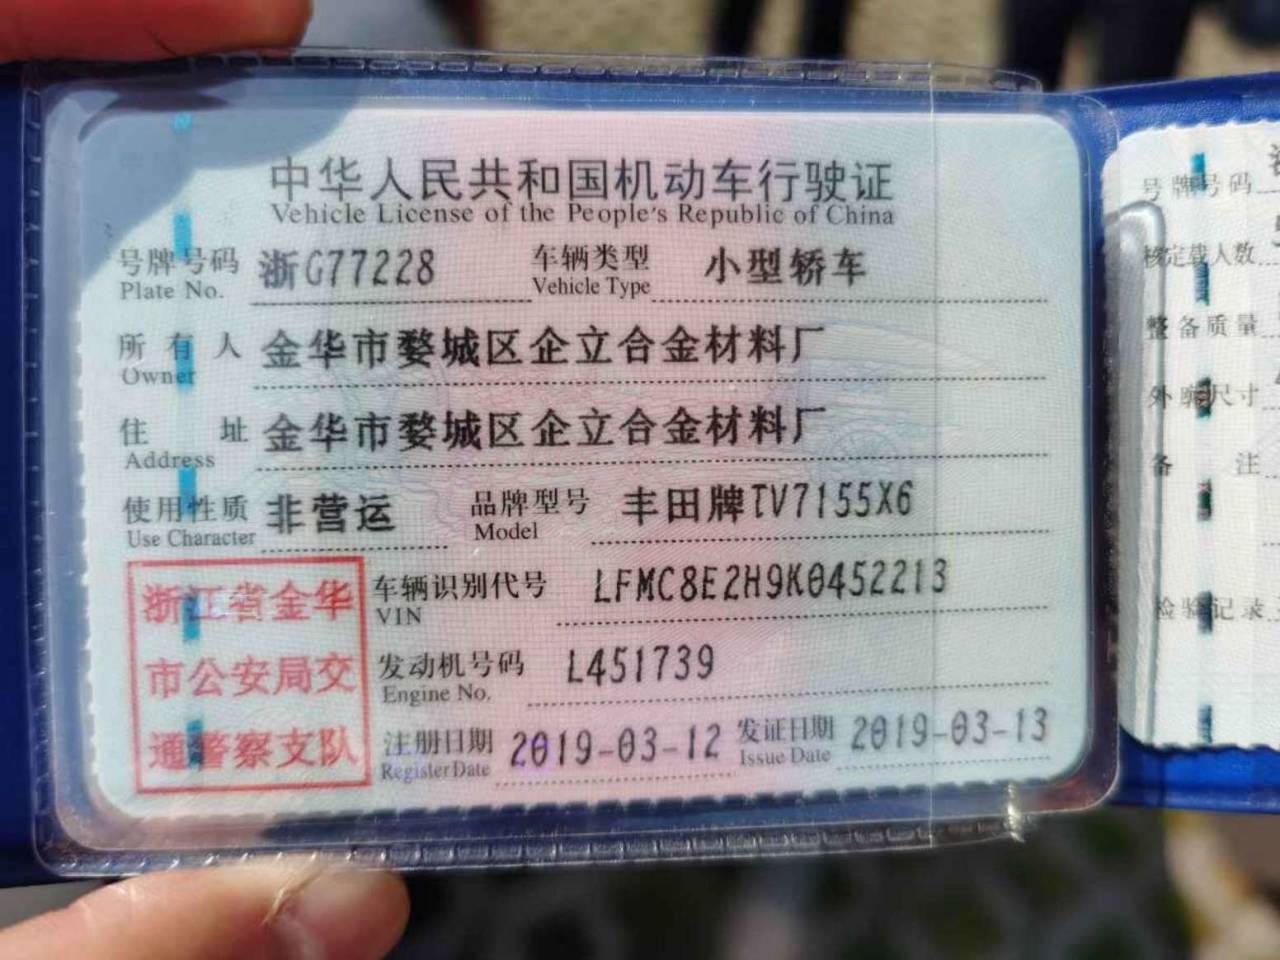 中华人民共和国机动车行驶证
Vehicle License of the People's Republic of China
号牌号码 浙G77228 车辆类型 小型轿车
Plate No. Vehicle Type
所有人 金华市婺城区企立合金材料厂
Owner
住址 金华市婺城区企立合金材料厂
Address
使用性质 非营运 品牌型号 丰田牌TV7155X6
Use Character Model
浙江省金华
市公安局交
通警察支队
车辆识别代号 LFMC8E2H9K0452213
VIN
发动机号码 L451739
Engine No.
注册日期 2019-03-12 发证日期 2019-03-13
Register Date Issue Date
号牌号码
核定载人数
整备质量
外廓尺寸
备注
检验记录